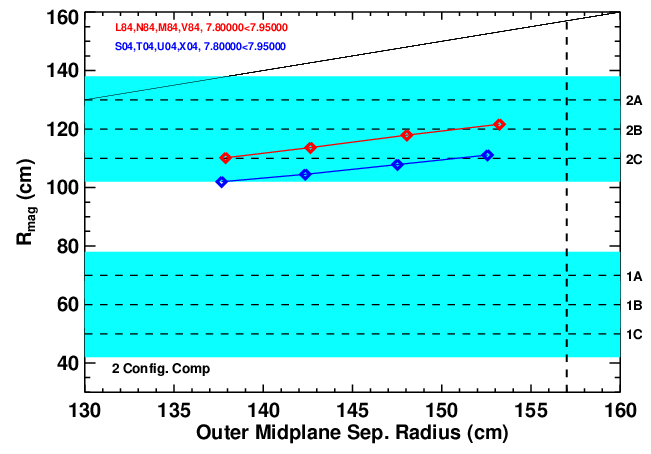 L84,N84,M84,V84, 7.80000<7.95000
S04,T04,U04,X04, 7.80000<7.95000
160
140
120
100
80
60
40
Rmag (cm)
2A
2B
2C
1A
1B
1C
2 Config. Comp
130 135 140 145 150 155 160
Outer Midplane Sep. Radius (cm)